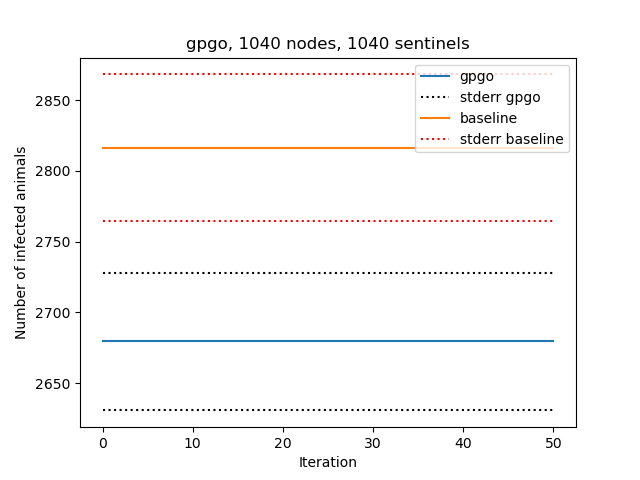 gpgo, 1040 nodes, 1040 sentinels
gpgo
stderr gpgo
baseline
stderr baseline
Number of infected animals
2850
2800
2750
2700
2650
0 10 20 30 40 50
Iteration